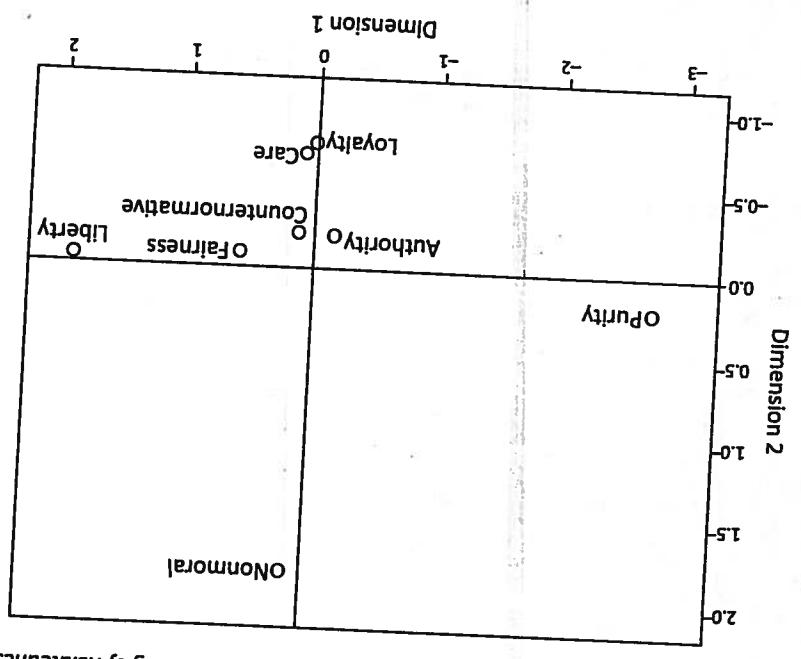 2.0
1.5
Nonmoral
1.0
Dimension 2
0.5
Purity
0.0
Authority
Fairness
Liberty
Counternormative
-0.5
Loyalty
Care
-1.0
-3 -2 -1 0 1 2
Dimension 1